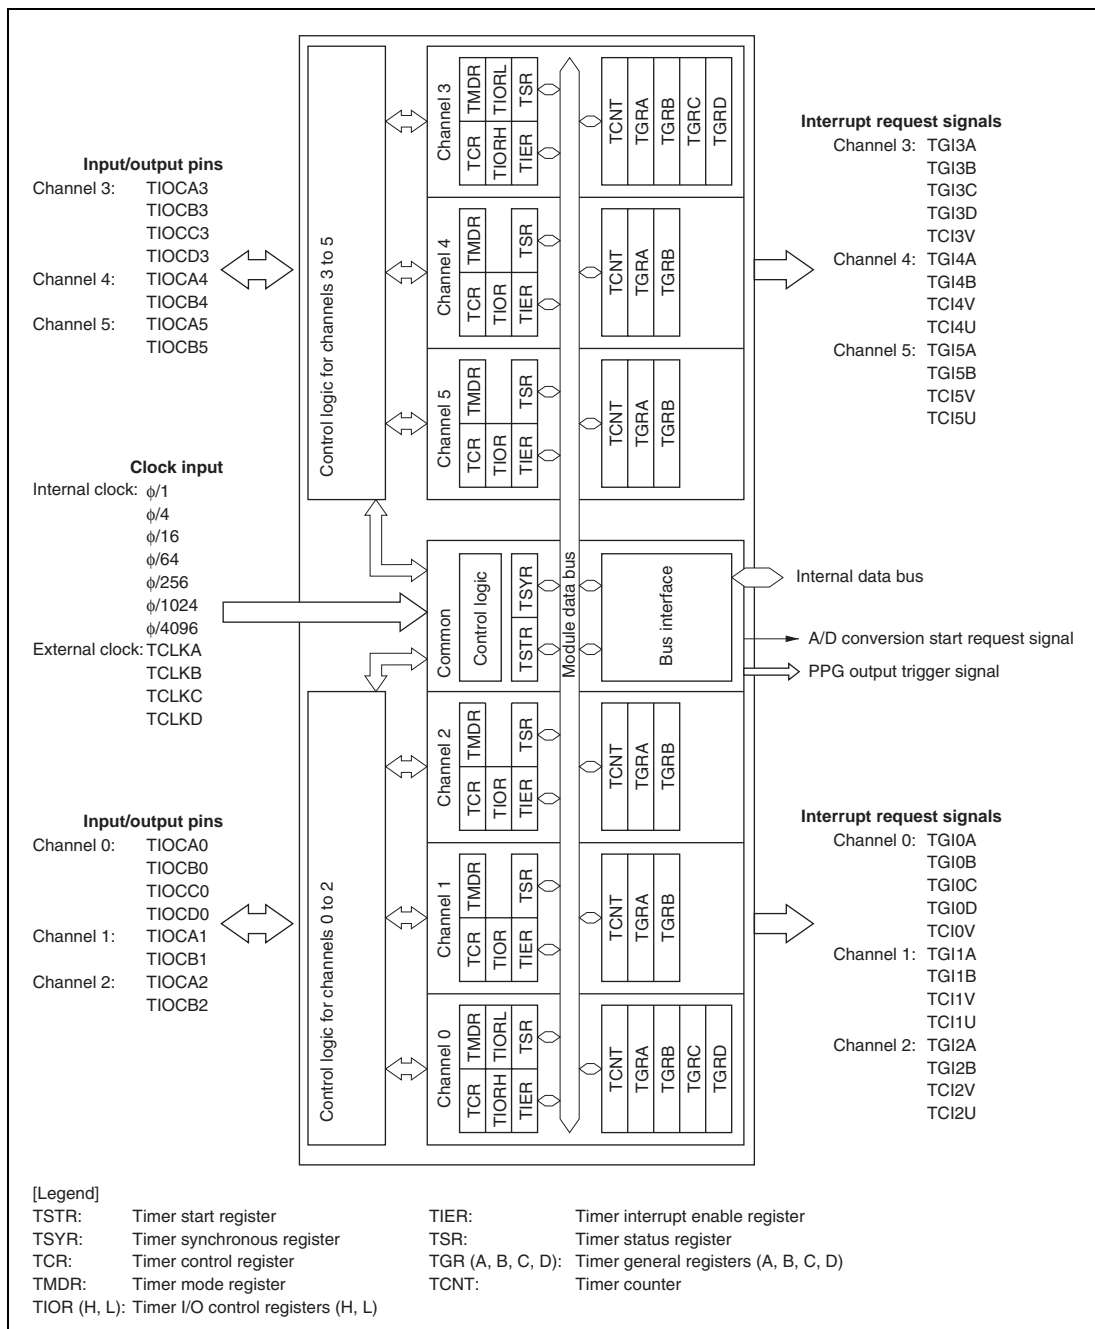 Input/output pins
Channel 3: TIOCA3
TIOCB3
TIOCC3
TIOCD3
Channel 4: TIOCA4
TIOCB4
Channel 5: TIOCA5
TIOCB5
Clock input
Internal clock: ϕ/1
ϕ/4
ϕ/16
ϕ/64
ϕ/256
ϕ/1024
ϕ/4096
External clock: TCLKA
TCLKB
TCLKC
TCLKD
Input/output pins
Channel 0: TIOCA0
TIOCB0
TIOCC0
TIOCD0
Channel 1: TIOCA1
TIOCB1
Channel 2: TIOCA2
TIOCB2
Control logic for channels 3 to 5
Control logic for channels 0 to 2
Channel 3
TCR TMDR
TIORH TIORL
TIER TSR
TCNT
TGRA
TGRB
TGRC
TGRD
Channel 4
TCR TMDR
TIOR
TIER TSR
TCNT
TGRA
TGRB
Channel 5
TCR TMDR
TIOR
TIER TSR
TCNT
TGRA
TGRB
Common
Control logic
TSTR TSYR
Module data bus
Bus interface
Channel 2
TCR TMDR
TIOR
TIER TSR
TCNT
TGRA
TGRB
Channel 1
TCR TMDR
TIOR
TIER TSR
TCNT
TGRA
TGRB
Channel 0
TCR TMDR
TIORH TIORL
TIER TSR
TCNT
TGRA
TGRB
TGRC
TGRD
Interrupt request signals
Channel 3: TGI3A
TGI3B
TGI3C
TGI3D
TCI3V
Channel 4: TGI4A
TGI4B
TCI4V
TCI4U
Channel 5: TGI5A
TGI5B
TCI5V
TCI5U
Internal data bus
A/D conversion start request signal
PPG output trigger signal
Interrupt request signals
Channel 0: TGI0A
TGI0B
TGI0C
TGI0D
TCI0V
Channel 1: TGI1A
TGI1B
TCI1V
TCI1U
Channel 2: TGI2A
TGI2B
TCI2V
TCI2U
[Legend]
TSTR: Timer start register
TSYR: Timer synchronous register
TCR: Timer control register
TMDR: Timer mode register
TIOR (H, L): Timer I/O control registers (H, L)
TIER: Timer interrupt enable register
TSR: Timer status register
TGR (A, B, C, D): Timer general registers (A, B, C, D)
TCNT: Timer counter